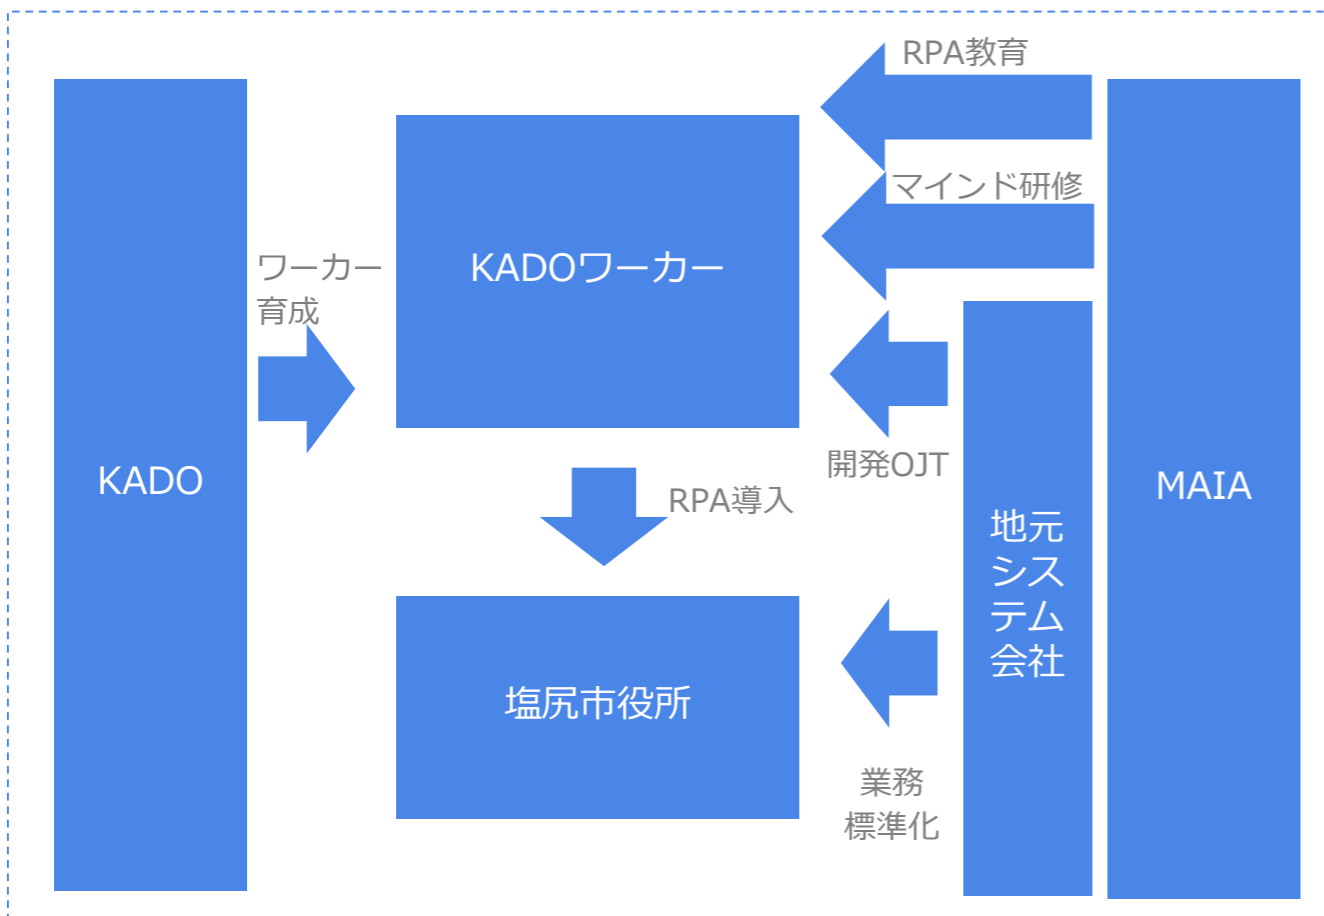 RPA教育
マインド研修
KADOワーカー
ワーカー
育成
KADO
開発OJT
MAIA
RPA導入
地元
シス
テム
会社
塩尻市役所
業務
標準化